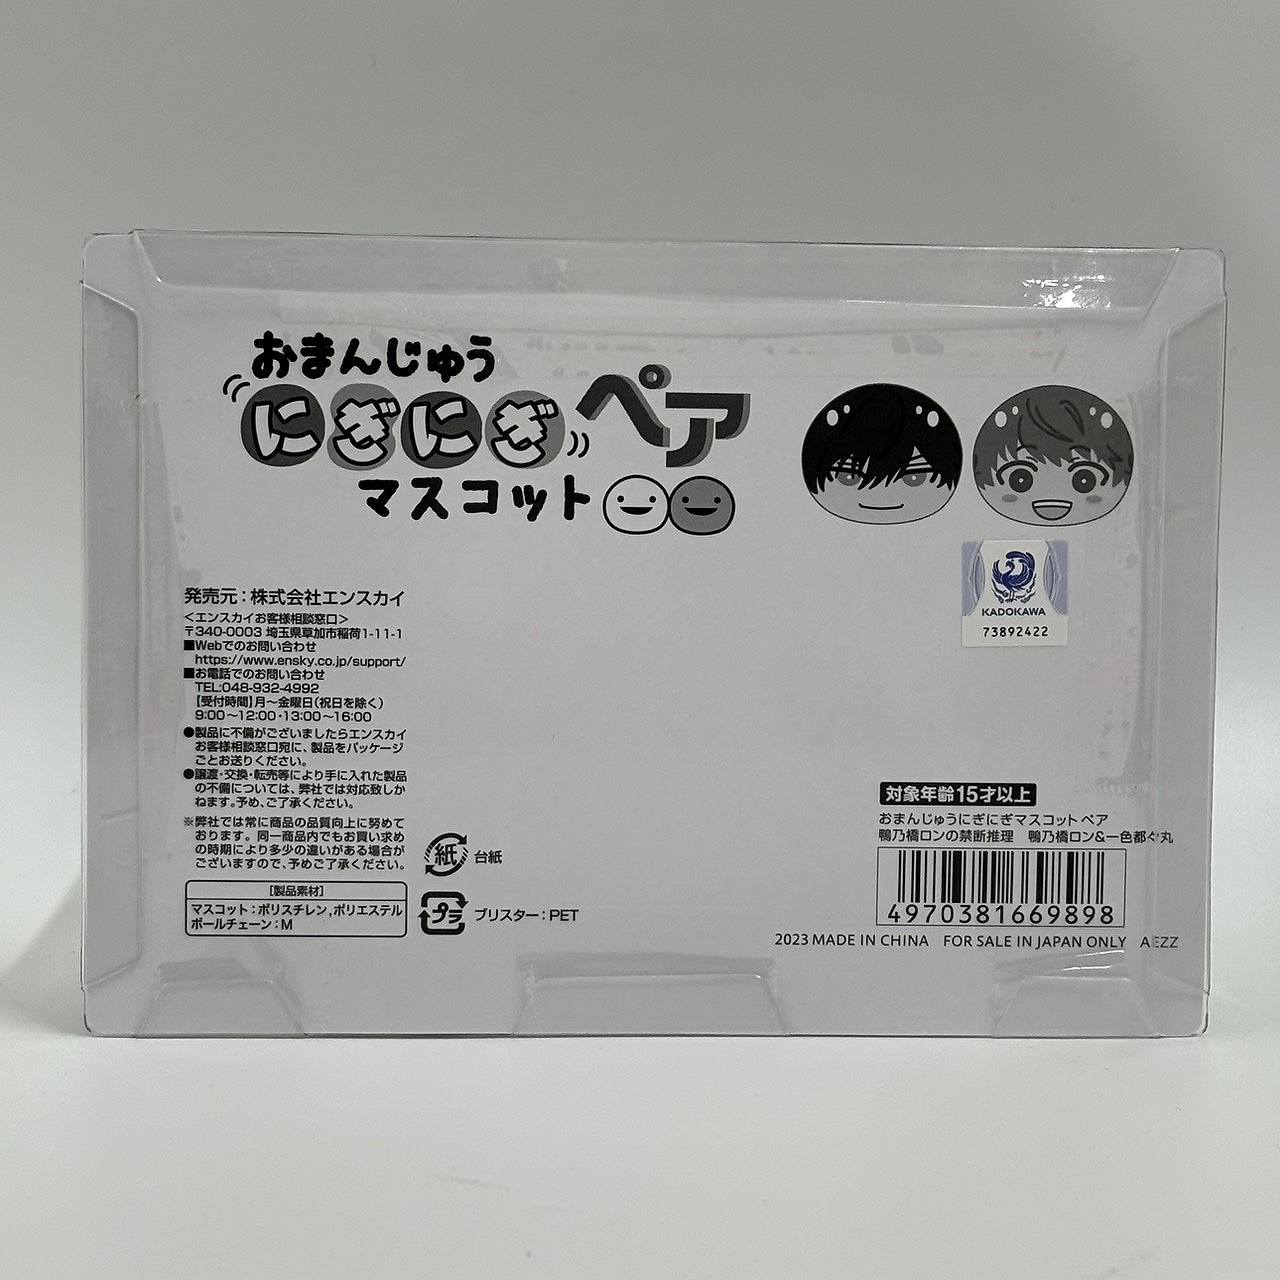 おまんじゅう
にぎにぎペア
マスコット
発売元：株式会社エンスカイ
＜エンスカイお客様相談窓口＞
〒340-0003 埼玉県草加市稲荷1-11-1
■Webでのお問い合わせ
https://www.ensky.co.jp/support/
■お電話でのお問い合わせ
TEL:048-932-4992
【受付時間】月～金曜日(祝日を除く)
9:00～12:00・13:00～16:00
●製品に不備がございましたらエンスカイ
お客様相談窓口宛に、製品をパッケージ
ごとお送りください。
●譲渡・交換・転売等により手に入れた製品
の不備については、弊社では対応致しか
ねます。予め、ご了承ください。
※弊社では常に商品の品質向上に努めて
おります。同一商品内でもお買い求め
の時期により多少の違いがある場合が
ございますので、予めご了承ください。
［製品素材］
マスコット：ポリスチレン,ポリエステル
ボールチェーン：M
紙 台紙
プラ ブリスター：PET
KADOKAWA
73892422
対象年齢15才以上
おまんじゅうにぎにぎマスコット ペア
鴨乃橋ロンの禁断推理　鴨乃橋ロン&一色都々丸
4970381669898
2023 MADE IN CHINA FOR SALE IN JAPAN ONLY AEZZ